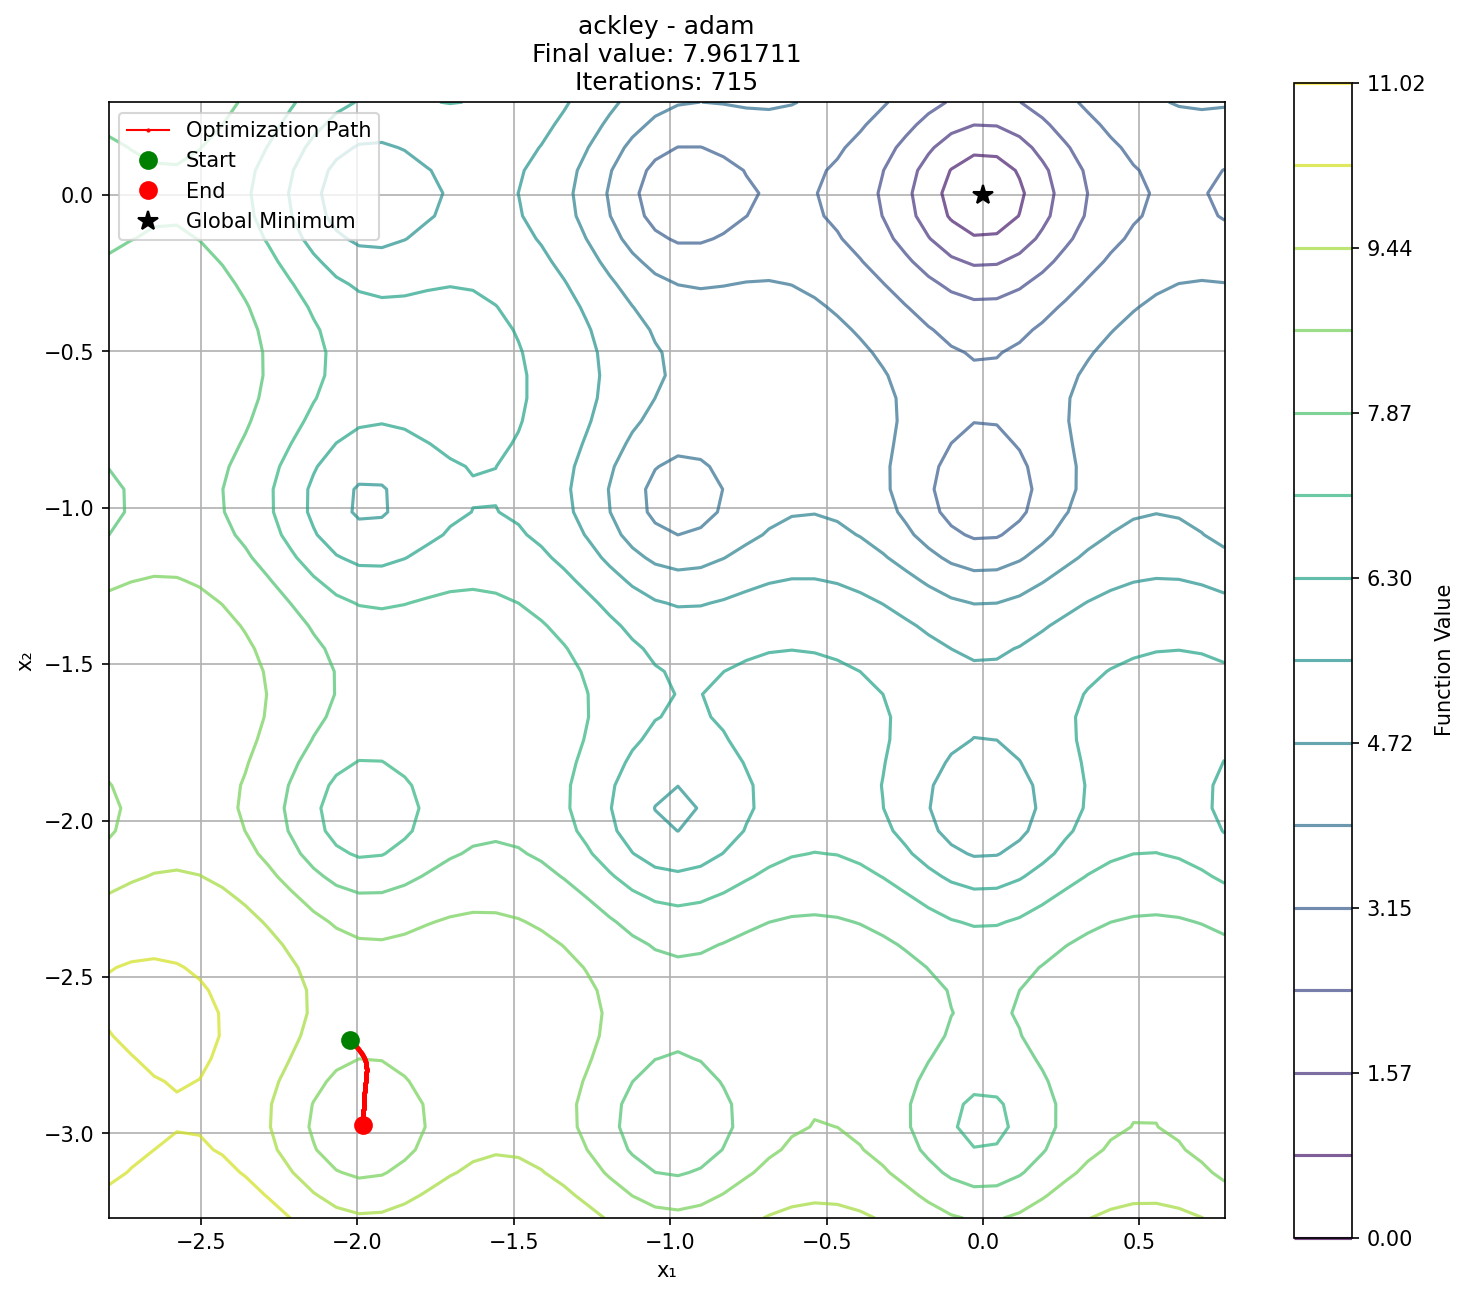 ackley - adam
Final value: 7.961711
Iterations: 715
Optimization Path
Start
End
Global Minimum
0.0
−0.5
−1.0
−1.5
−2.0
−2.5
−3.0
x₂
−2.5 −2.0 −1.5 −1.0 −0.5 0.0 0.5
x₁
11.02
9.44
7.87
6.30
4.72
3.15
1.57
0.00
Function Value